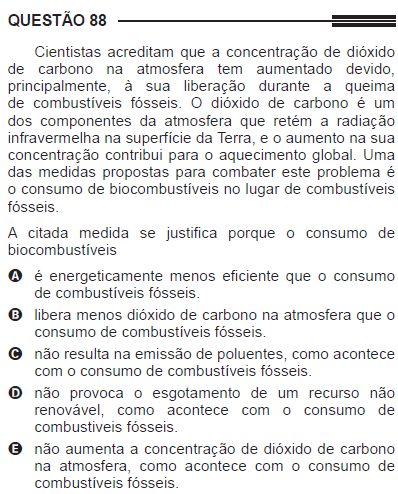 QUESTÃO 88
Cientistas acreditam que a concentração de dióxido
de carbono na atmosfera tem aumentado devido,
principalmente, à sua liberação durante a queima
de combustíveis fósseis. O dióxido de carbono é um
dos componentes da atmosfera que retém a radiação
infravermelha na superfície da Terra, e o aumento na sua
concentração contribui para o aquecimento global. Uma
das medidas propostas para combater este problema é
o consumo de biocombustíveis no lugar de combustíveis
fósseis.
A citada medida se justifica porque o consumo de
biocombustíveis
A é energeticamente menos eficiente que o consumo
de combustíveis fósseis.
B libera menos dióxido de carbono na atmosfera que o
consumo de combustíveis fósseis.
C não resulta na emissão de poluentes, como acontece
com o consumo de combustíveis fósseis.
D não provoca o esgotamento de um recurso não
renovável, como acontece com o consumo de
combustiveis fósseis.
E não aumenta a concentração de dióxido de carbono
na atmosfera, como acontece com o consumo de
combustíveis fósseis.